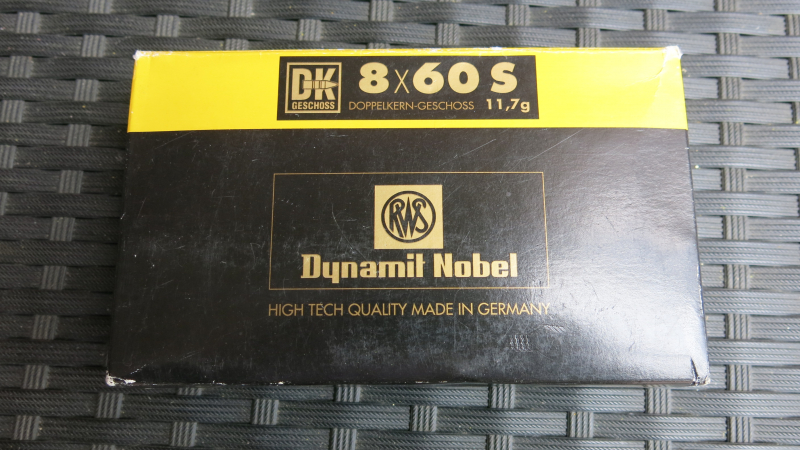 DK
GESCHOSS
8x60 S
DOPPELKERN-GESCHOSS 11,7g
RWS
Dynamit Nobel
HIGH TECH QUALITY MADE IN GERMANY